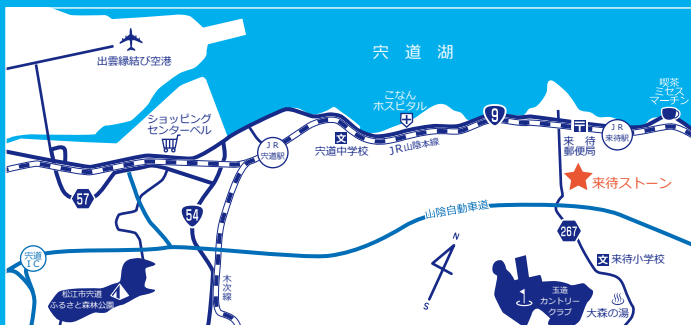 宍道湖
出雲縁結び空港
喫茶
ミセス
マーチン
こなん
ホスピタル
9
ショッピング
センターベル
JR
宍道駅
宍道中学校
JR山陰本線
来待
郵便局
JR
来待駅
来待ストーン
57
54
山陰自動車道
267
宍道
IC
N
S
木次線
松江市宍道
ふるさと森林公園
来待小学校
玉造
カントリー
クラブ
大森の湯
文
文